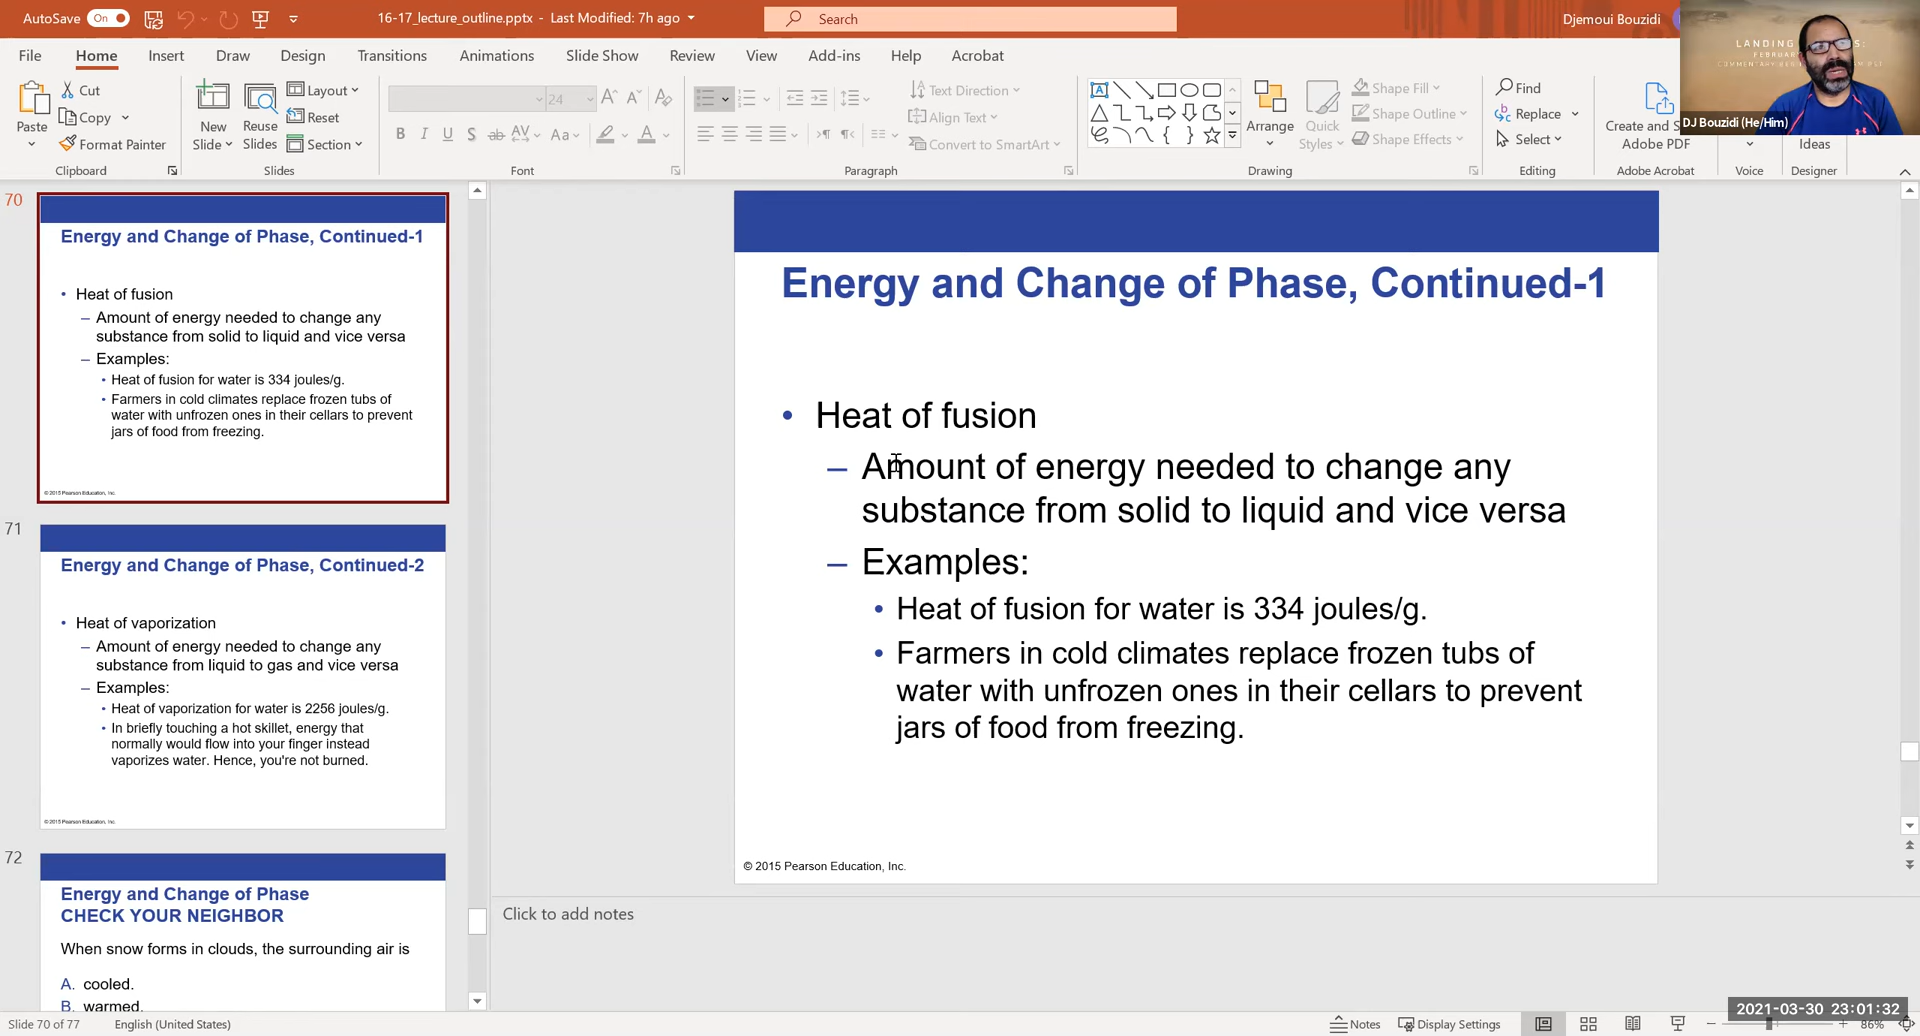 AutoSave On
16-17_lecture_outline.pptx - Last Modified: 7h ago
Search
Djemoui Bouzidi
File Home Insert Draw Design Transitions Animations Slide Show Review View Add-ins Help Acrobat
Paste
Cut
Copy
Format Painter
Clipboard
New Slide
Reuse Slides
Layout
Reset
Section
Slides
24
Font
Text Direction
Align Text
Convert to SmartArt
Paragraph
Arrange
Quick Styles
Shape Fill
Shape Outline
Shape Effects
Drawing
Find
Replace
Select
Editing
Create and S
Adobe PDF
Adobe Acrobat
Voice
Ideas
Designer
DJ Bouzidi (He/Him)
70
Energy and Change of Phase, Continued-1
• Heat of fusion
– Amount of energy needed to change any
substance from solid to liquid and vice versa
– Examples:
• Heat of fusion for water is 334 joules/g.
• Farmers in cold climates replace frozen tubs of
water with unfrozen ones in their cellars to prevent
jars of food from freezing.
© 2015 Pearson Education, Inc.
71
Energy and Change of Phase, Continued-2
• Heat of vaporization
– Amount of energy needed to change any
substance from liquid to gas and vice versa
– Examples:
• Heat of vaporization for water is 2256 joules/g.
• In briefly touching a hot skillet, energy that
normally would flow into your finger instead
vaporizes water. Hence, you're not burned.
© 2015 Pearson Education, Inc.
72
Energy and Change of Phase
CHECK YOUR NEIGHBOR
When snow forms in clouds, the surrounding air is
A. cooled.
B. warmed.
Energy and Change of Phase, Continued-1
• Heat of fusion
– Amount of energy needed to change any
substance from solid to liquid and vice versa
– Examples:
• Heat of fusion for water is 334 joules/g.
• Farmers in cold climates replace frozen tubs of
water with unfrozen ones in their cellars to prevent
jars of food from freezing.
© 2015 Pearson Education, Inc.
Click to add notes
2021-03-30 23:01:32
Slide 70 of 77 English (United States)
Notes Display Settings 86%